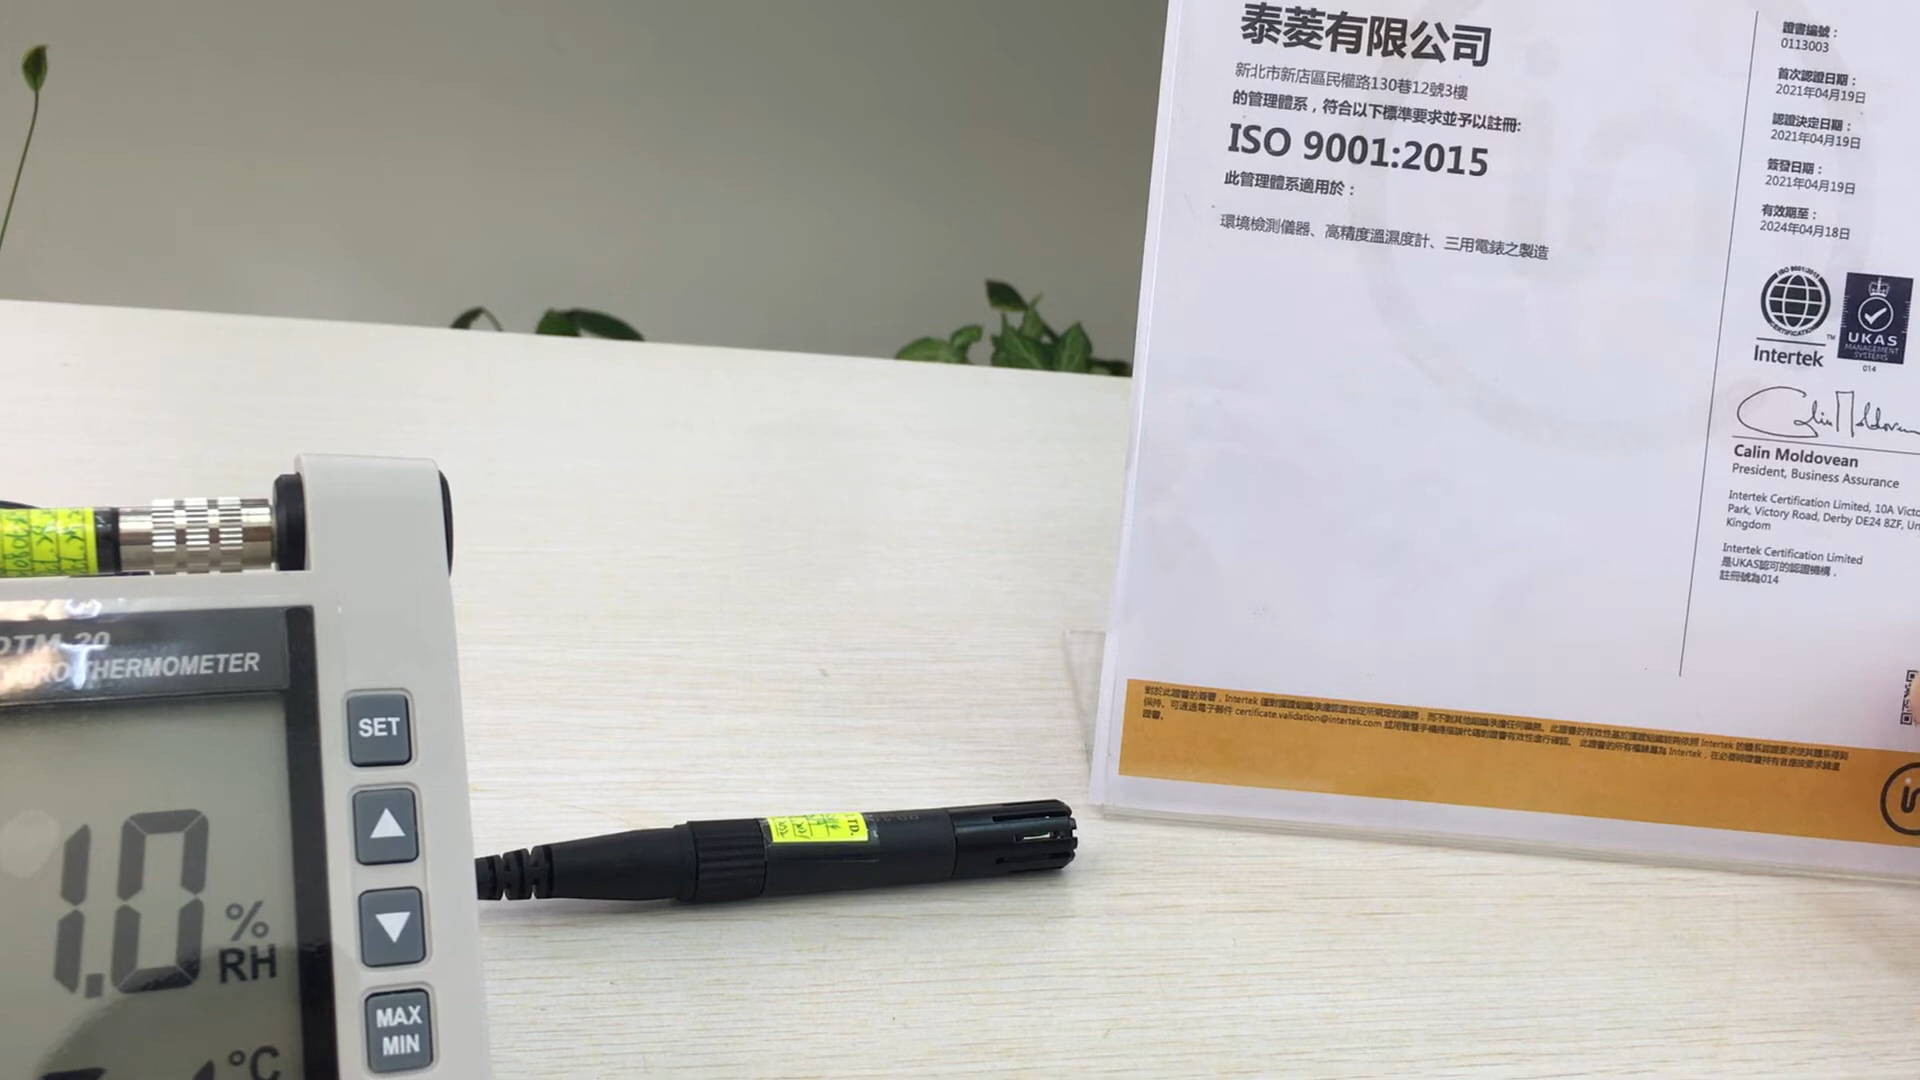 泰菱有限公司
新北市新店區民權路130巷12號3樓
的管理體系，符合以下標準要求並予以註冊:
ISO 9001:2015
此管理體系適用於：
環境檢測儀器、高精度溫濕度計、三用電錶之製造
證書編號：
0113003
首次認證日期：
2021年04月19日
認證決定日期：
2021年04月19日
簽發日期：
2021年04月19日
有效期至：
2024年04月18日
ISO 9001:2015
CERTIFICATION
Intertek
TM
UKAS
MANAGEMENT
SYSTEMS
014
Calin Moldovean
President, Business Assurance
Intertek Certification Limited, 10A
Park, Victory Road, Derby DE24 8ZF,
Kingdom
Intertek Certification Limited
是UKAS認可的認證機構，
註冊號為014
certificate.validation@intertek.com
THERMOMETER
SET
MAX
MIN
1.0 %
RH
°C
TD.